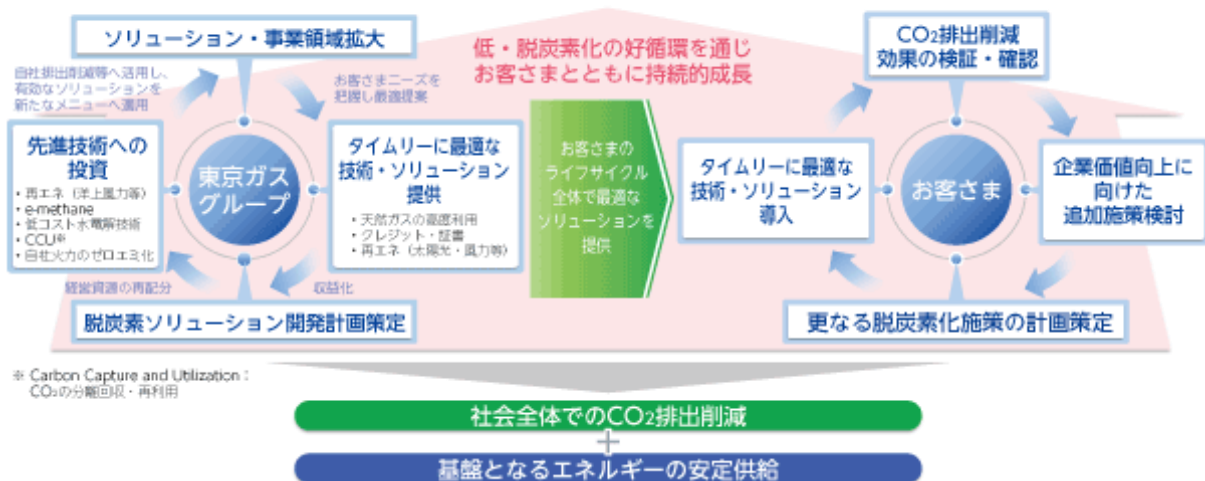 ソリューション・事業領域拡大
自社排出削減等へ活用し、
有効なソリューションを
新たなメニューへ適用
お客さまニーズを
把握し最適提案
先進技術への
投資
・再エネ（洋上風力等）
・e-methane
・低コスト水電解技術
・CCU※
・自社火力のゼロエミ化
東京ガス
グループ
タイムリーに最適な
技術・ソリューション
提供
・天然ガスの高度利用
・クレジット・証書
・再エネ（太陽光・風力等）
経営資源の再配分
収益化
脱炭素ソリューション開発計画策定
低・脱炭素化の好循環を通じ
お客さまとともに持続的成長
お客さまの
ライフサイクル
全体で最適な
ソリューションを
提供
CO2排出削減
効果の検証・確認
タイムリーに最適な
技術・ソリューション
導入
お客さま
企業価値向上に
向けた
追加施策検討
更なる脱炭素化施策の計画策定
※ Carbon Capture and Utilization：
CO2の分離回収・再利用
社会全体でのCO2排出削減
+
基盤となるエネルギーの安定供給